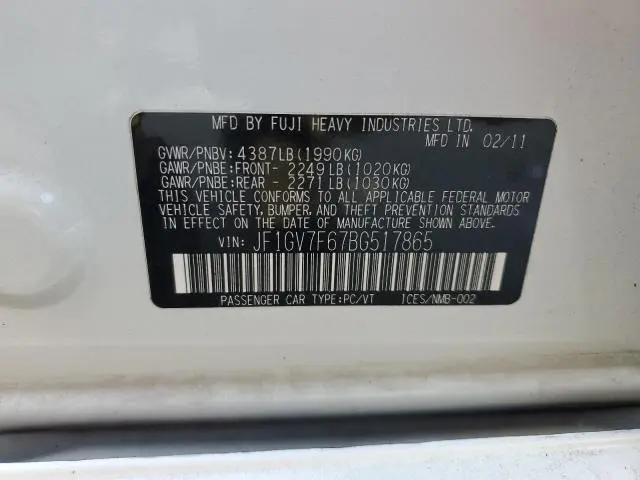 MFD BY FUJI HEAVY INDUSTRIES LTD.
MFD IN 02/11
GVWR/PNBV: 4387LB(1990KG)
GAWR/PNBE:FRONT- 2249LB(1020KG)
GAWR/PNBE:REAR - 2271LB(1030KG)
THIS VEHICLE CONFORMS TO ALL APPLICABLE FEDERAL MOTOR
VEHICLE SAFETY, BUMPER, AND THEFT PREVENTION STANDARDS
IN EFFECT ON THE DATE OF MANUFACTURE SHOWN ABOVE.
VIN: JF1GV7F67BG517865
PASSENGER CAR TYPE:PC/VT ICES/NMB-002